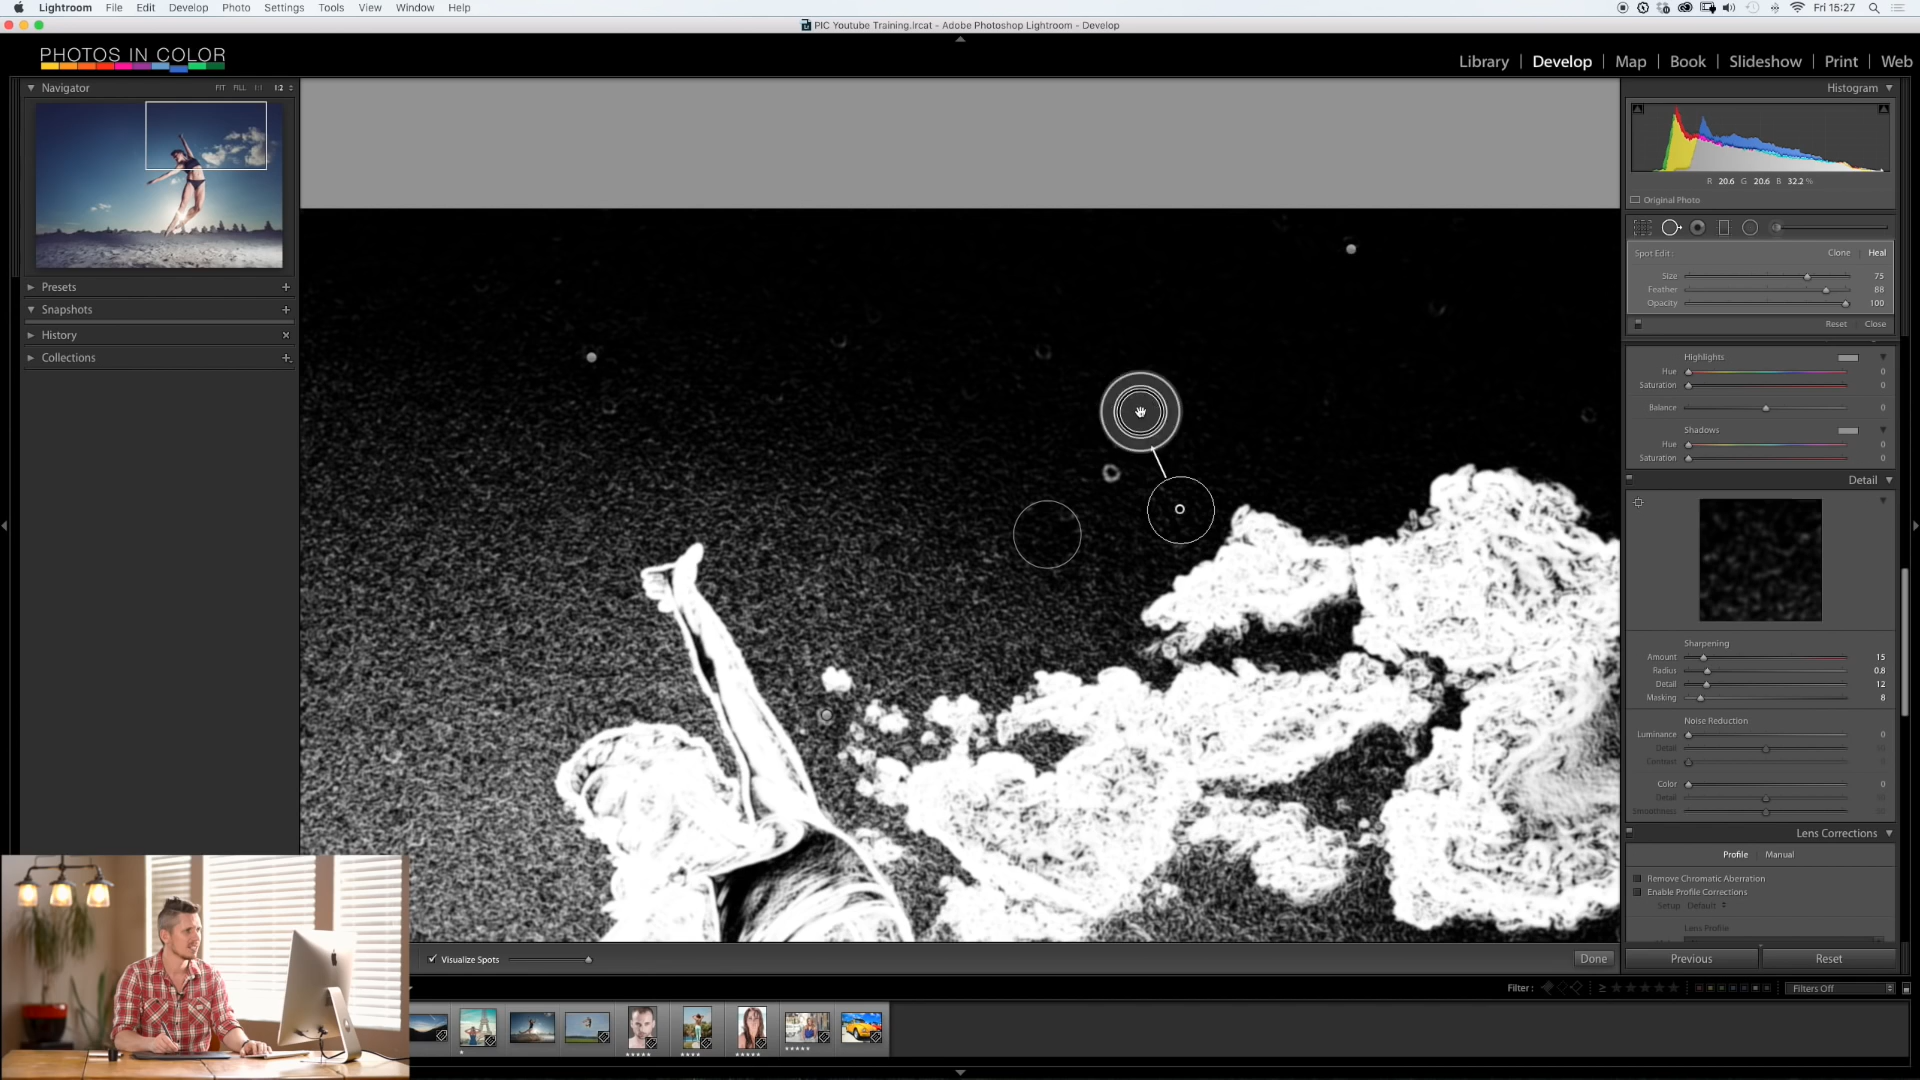 Lightroom File Edit Develop Photo Settings Tools View Window Help
Fri 15:27
PIC Youtube Training.lrcat - Adobe Photoshop Lightroom - Develop
PHOTOS IN COLOR
Library | Develop | Map | Book | Slideshow | Print | Web
Navigator
FIT FILL 1:1 1:2
Histogram
R 20.6 G 20.6 B 32.2 %
Original Photo
Spot Edit : Clone Heal
Size 75
Feather 88
Opacity 100
Reset Close
Presets
Snapshots
History
Collections
Highlights
Hue 0
Saturation 0
Balance 0
Shadows
Hue 0
Saturation 0
Detail
Sharpening
Amount 15
Radius 0.8
Detail 12
Masking 8
Noise Reduction
Luminance 0
Detail
Contrast
Color 0
Detail
Smoothness
Lens Corrections
Profile Manual
Remove Chromatic Aberration
Enable Profile Corrections
Setup Default
Lens Profile
Visualize Spots
Done
Previous Reset
Filter :
Filters Off